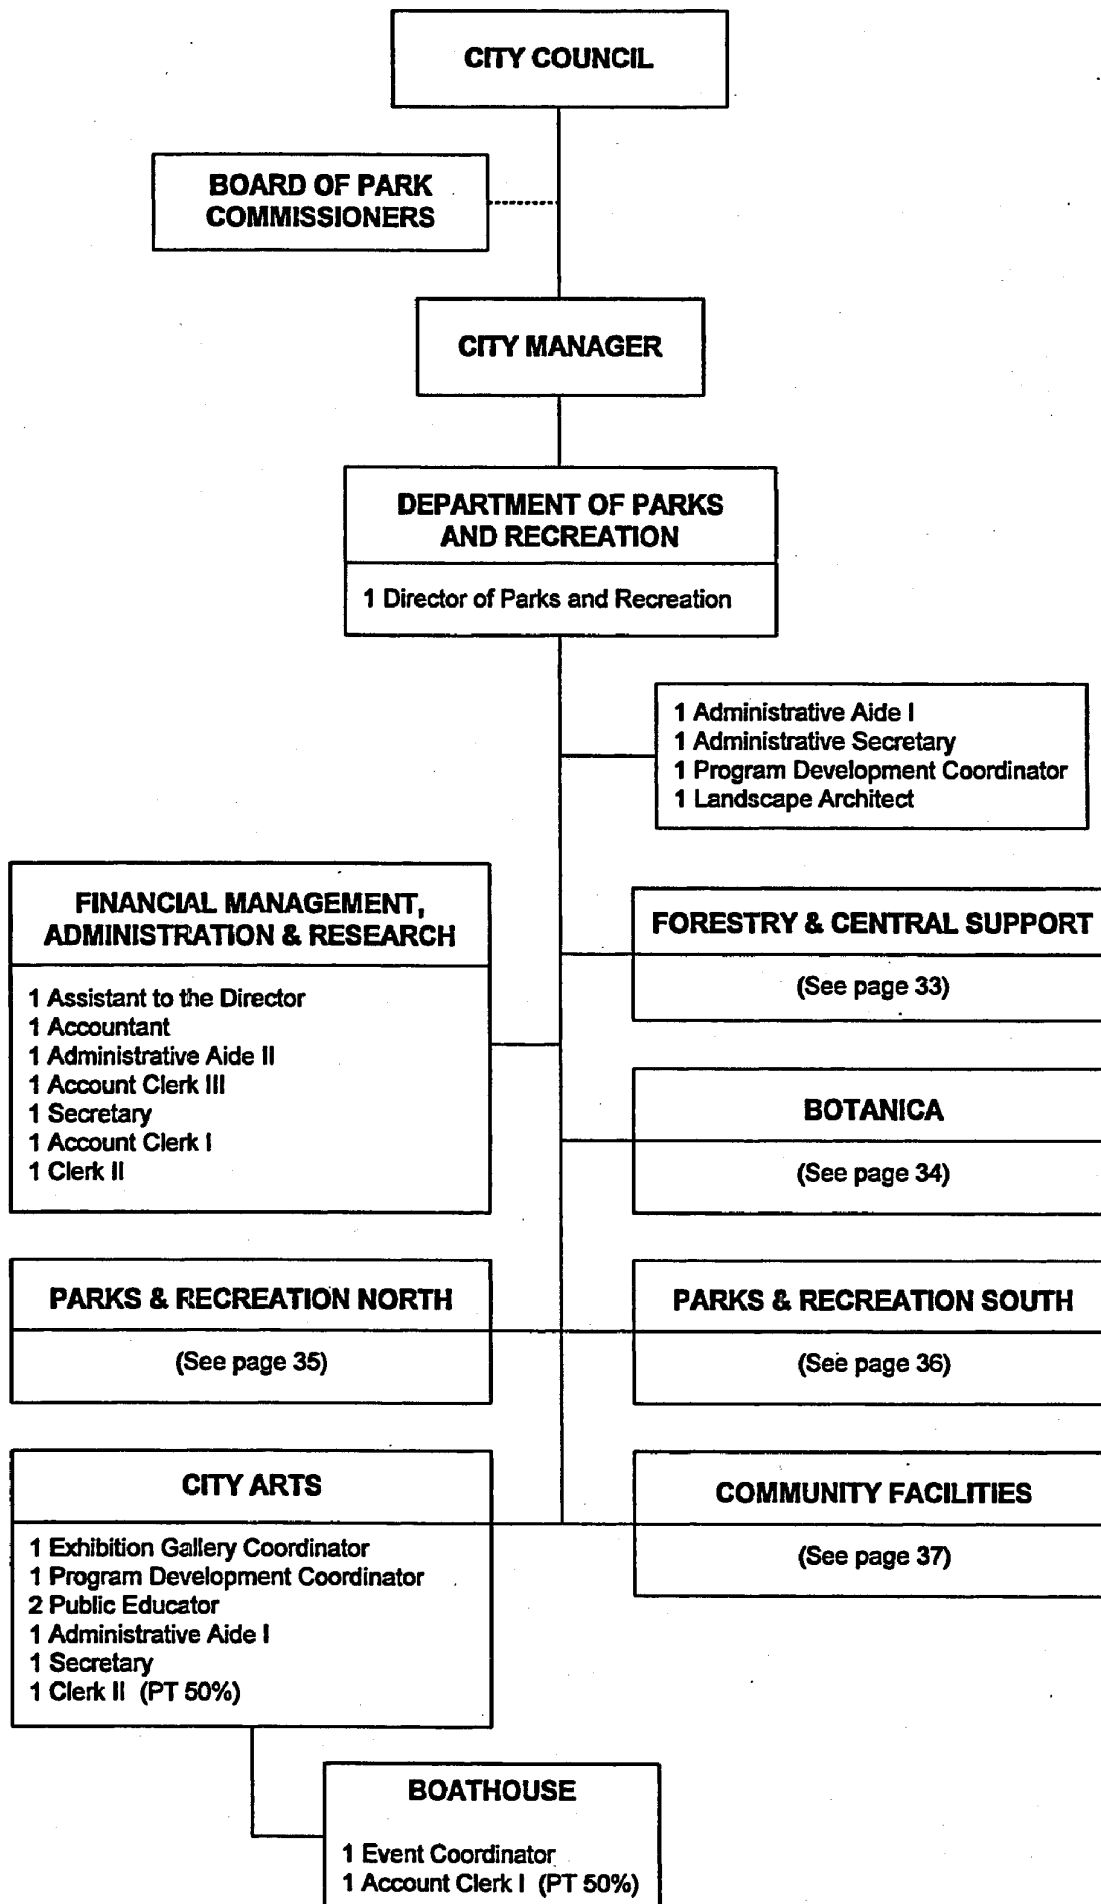 CITY COUNCIL
BOARD OF PARK
COMMISSIONERS
CITY MANAGER
DEPARTMENT OF PARKS
AND RECREATION
1 Director of Parks and Recreation
1 Administrative Aide I
1 Administrative Secretary
1 Program Development Coordinator
1 Landscape Architect
FINANCIAL MANAGEMENT,
ADMINISTRATION & RESEARCH
1 Assistant to the Director
1 Accountant
1 Administrative Aide II
1 Account Clerk III
1 Secretary
1 Account Clerk I
1 Clerk II
FORESTRY & CENTRAL SUPPORT
(See page 33)
BOTANICA
(See page 34)
PARKS & RECREATION NORTH
(See page 35)
PARKS & RECREATION SOUTH
(See page 36)
CITY ARTS
1 Exhibition Gallery Coordinator
1 Program Development Coordinator
2 Public Educator
1 Administrative Aide I
1 Secretary
1 Clerk II (PT 50%)
COMMUNITY FACILITIES
(See page 37)
BOATHOUSE
1 Event Coordinator
1 Account Clerk I (PT 50%)